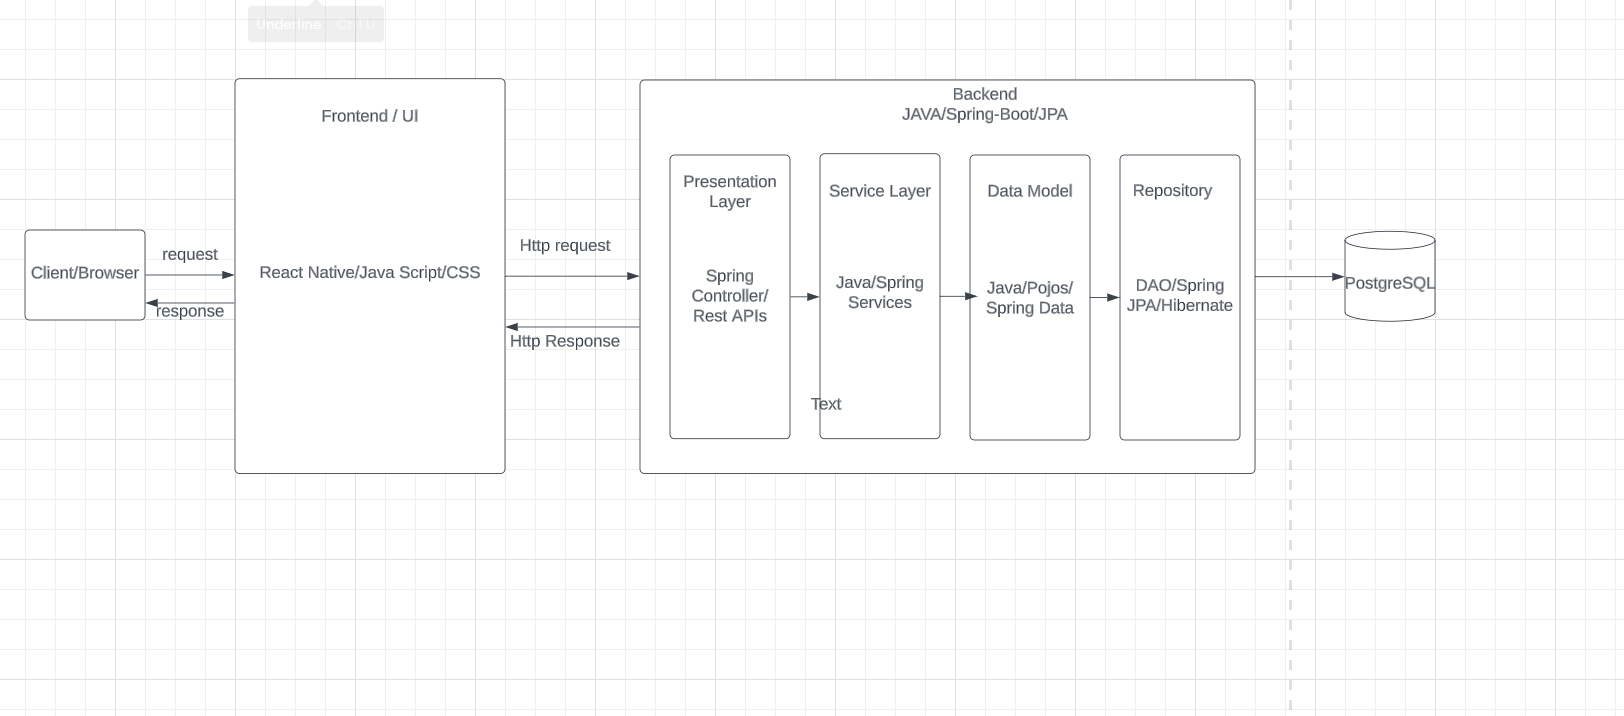 Underline Ctrl U
Frontend / UI
Backend
JAVA/Spring-Boot/JPA
Presentation
Layer
Service Layer
Data Model
Repository
Client/Browser
request
response
React Native/Java Script/CSS
Http request
Http Response
Spring
Controller/
Rest APIs
Java/Spring
Services
Java/Pojos/
Spring Data
DAO/Spring
JPA/Hibernate
PostgreSQL
Text